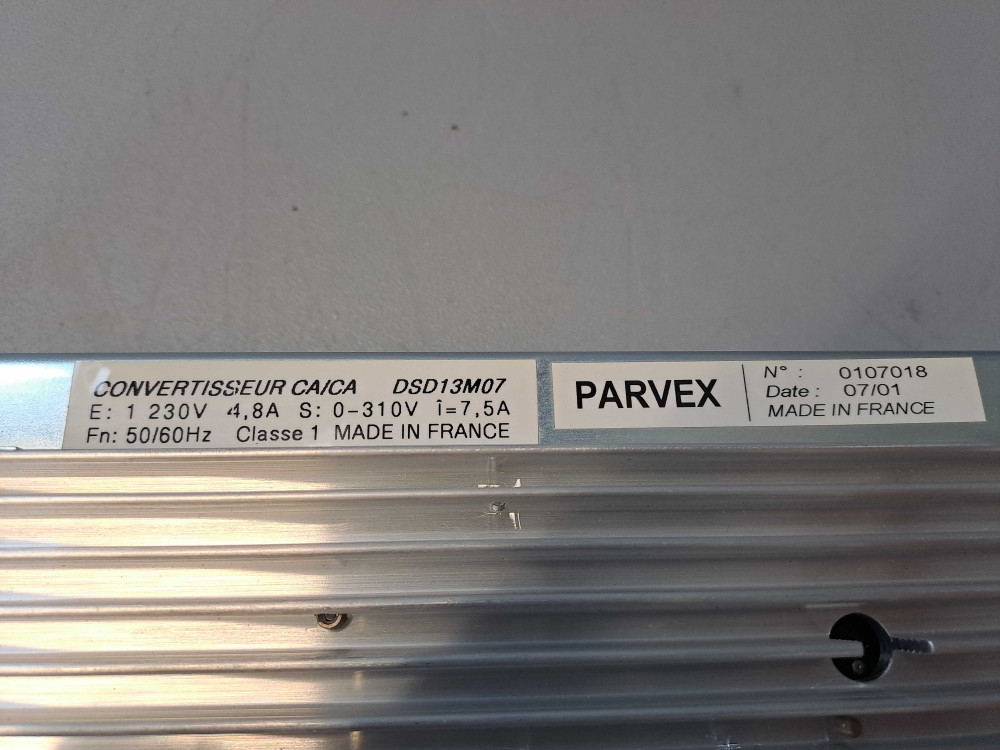 CONVERTISSEUR CA/CA DSD13M07
E: 1 230V 4,8A S: 0-310V î=7,5A
Fn: 50/60Hz Classe 1 MADE IN FRANCE
PARVEX
N° : 0107018
Date : 07/01
MADE IN FRANCE